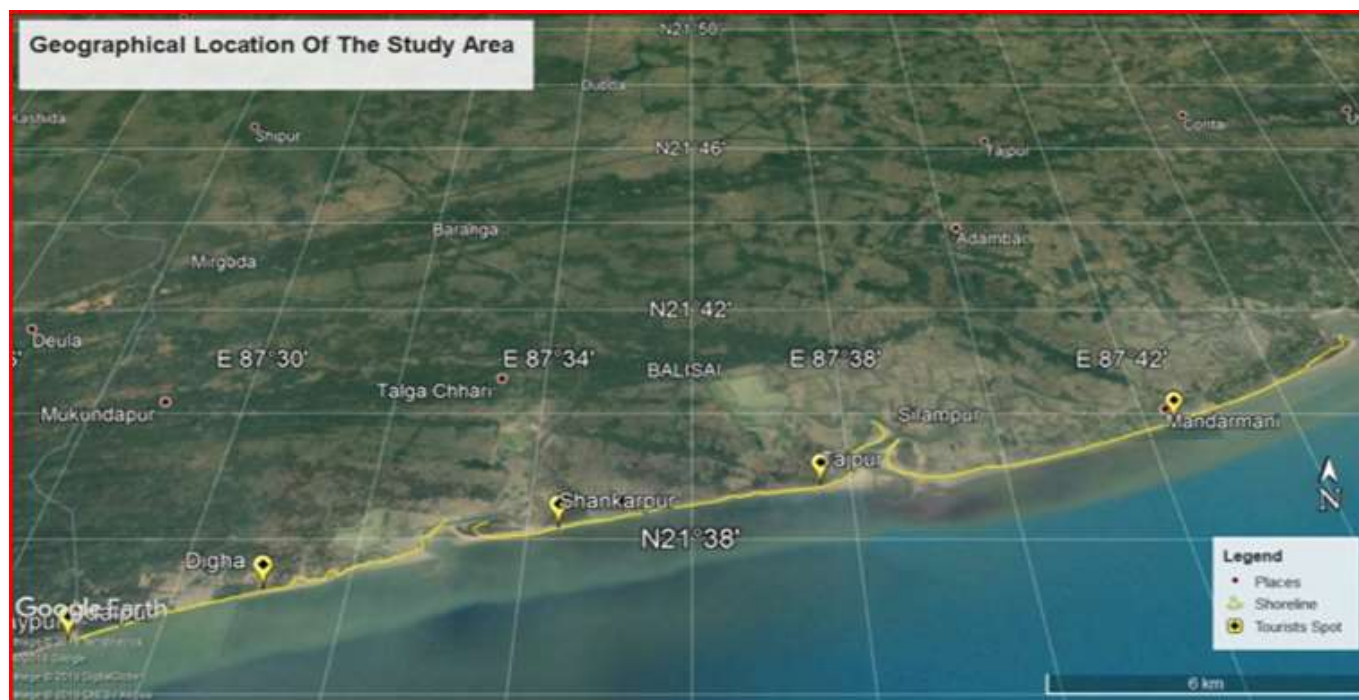 Geographical Location Of The Study Area
N21°50'
Dubda
Kashida
Shipur
Contai
N21°46'
Tajpur
Baranga
Adambar
Mirgoda
N21°42'
Deula
E 87°30'
E 87°34'
E 87°38'
E 87°42'
BALISAI
Talga Chhari
Mukundapur
Silampur
Mandarmani
Tajpur
Shankarpur
N
N21°38'
Digha
Legend
Places
Shoreline
Tourists Spot
Google Earth
6 km